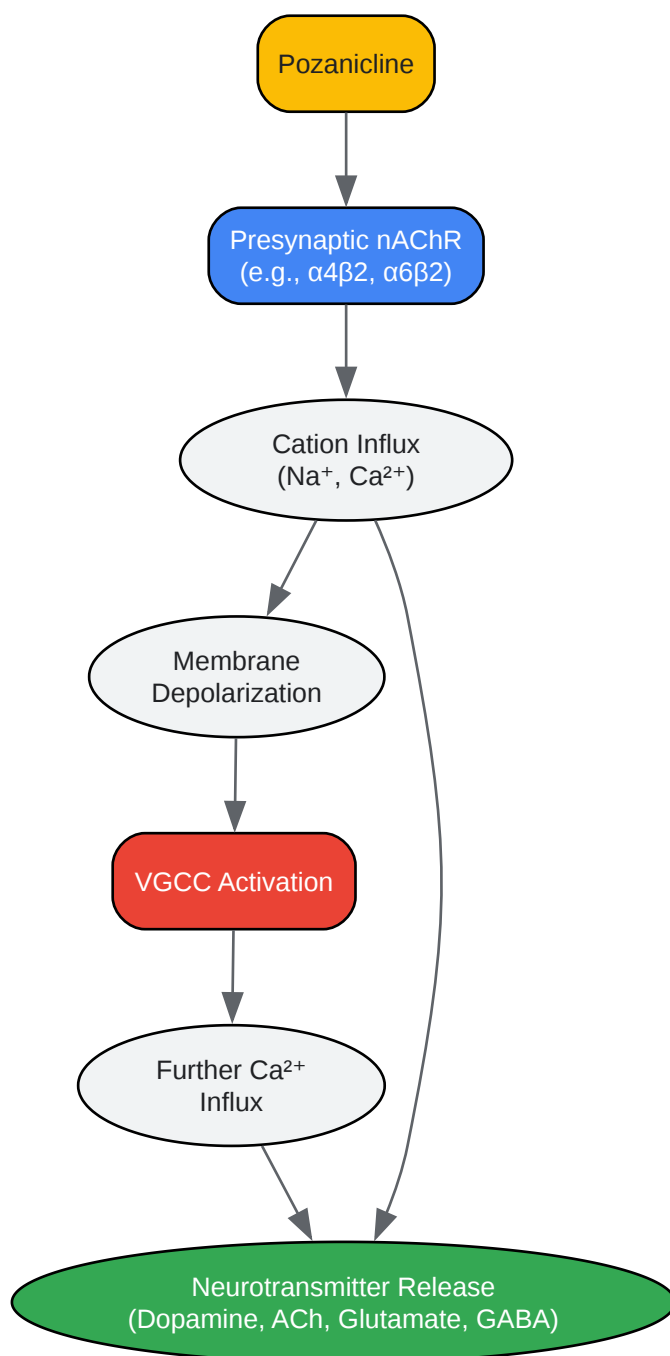 Pozanicline
Presynaptic nAChR
(e.g., α4β2, α6β2)
Cation Influx
(Na⁺, Ca²⁺)
Membrane
Depolarization
VGCC Activation
Further Ca²⁺
Influx
Neurotransmitter Release
(Dopamine, ACh, Glutamate, GABA)